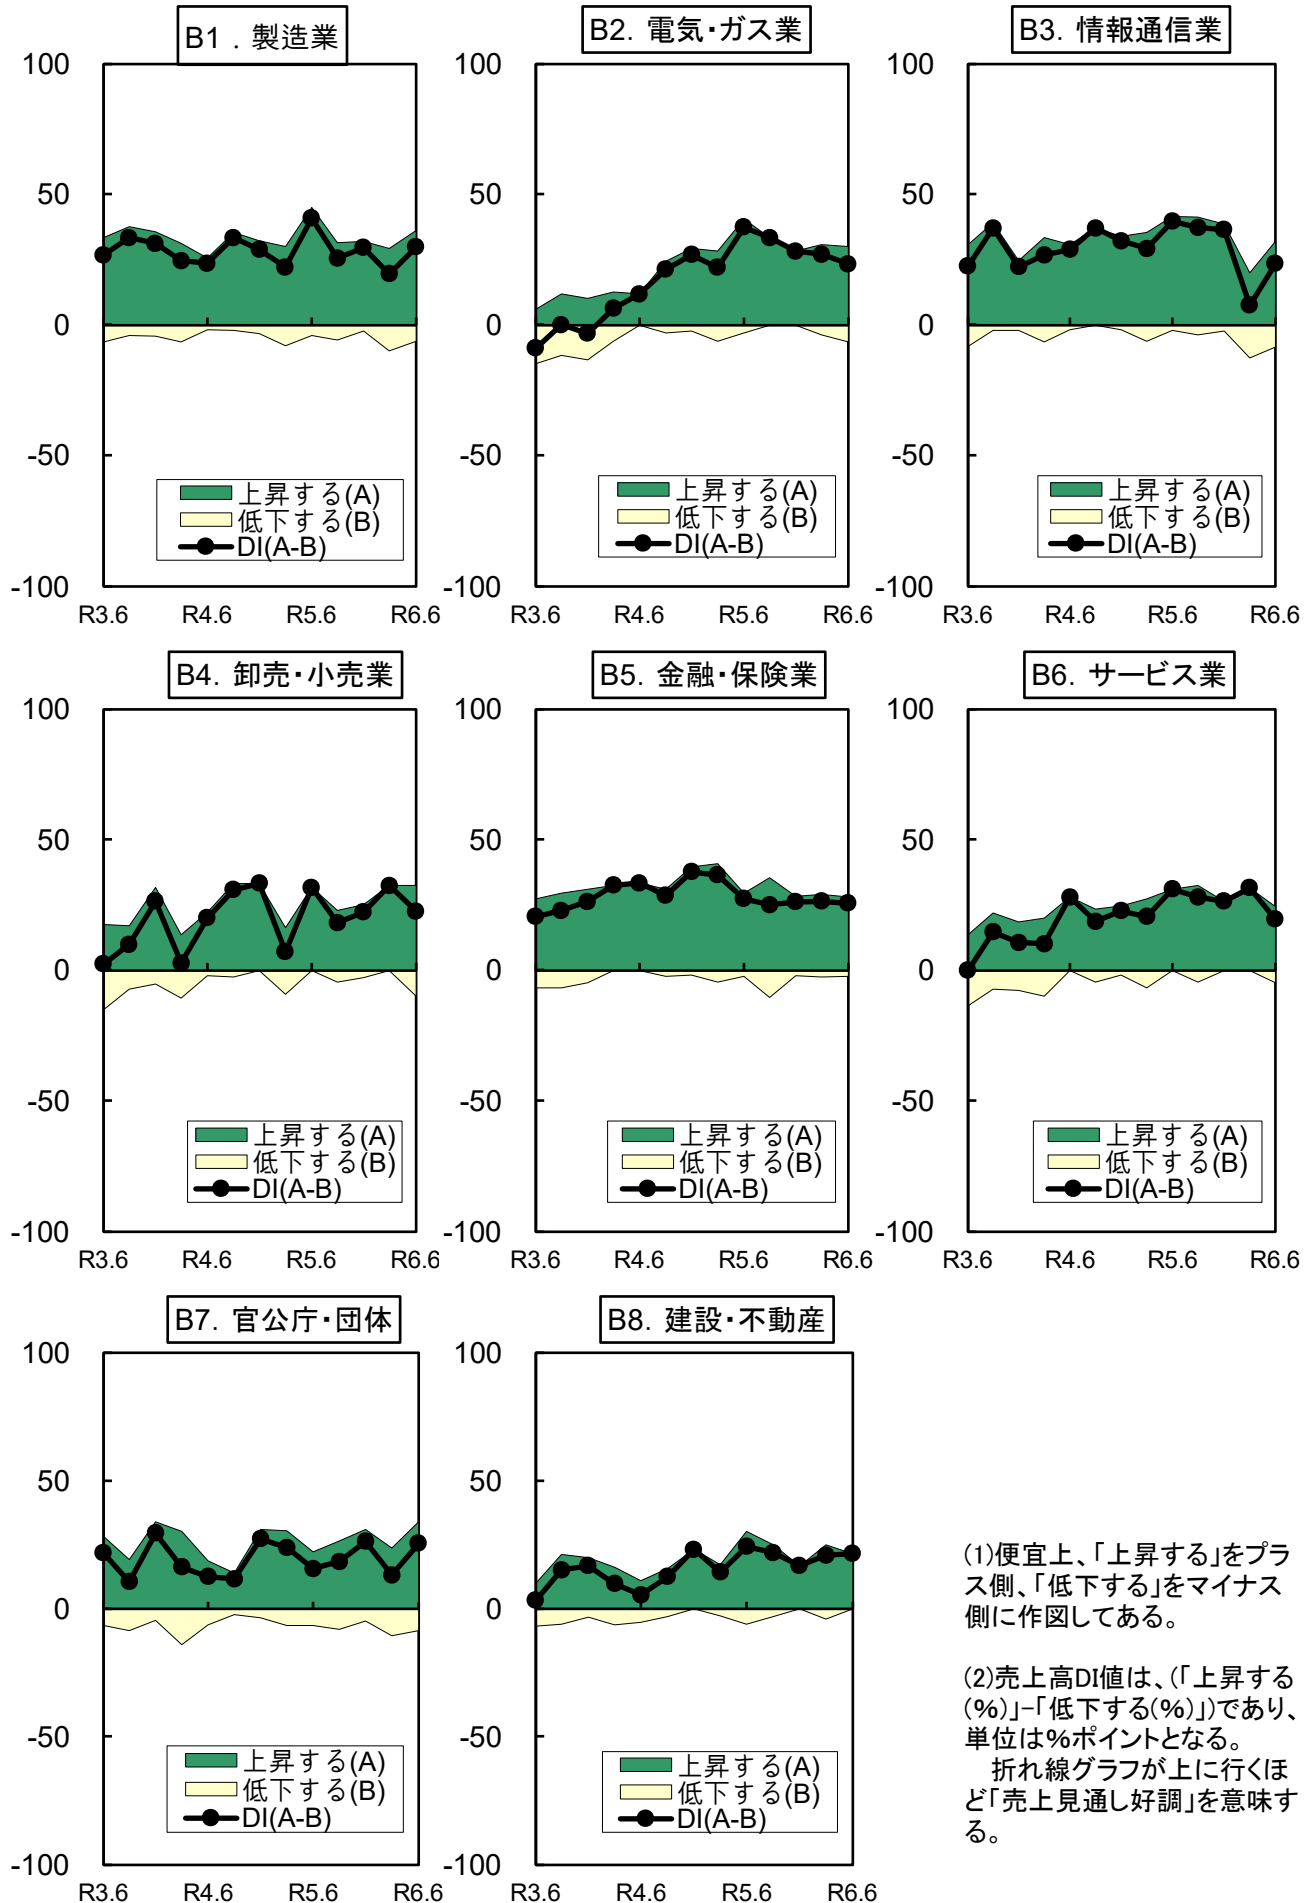 B1．製造業
100
50
0
-50
-100
上昇する(A)
低下する(B)
DI(A-B)
R3.6 R4.6 R5.6 R6.6
B2. 電気・ガス業
100
50
0
-50
-100
上昇する(A)
低下する(B)
DI(A-B)
R3.6 R4.6 R5.6 R6.6
B3. 情報通信業
100
50
0
-50
-100
上昇する(A)
低下する(B)
DI(A-B)
R3.6 R4.6 R5.6 R6.6
B4. 卸売・小売業
100
50
0
-50
-100
上昇する(A)
低下する(B)
DI(A-B)
R3.6 R4.6 R5.6 R6.6
B5. 金融・保険業
100
50
0
-50
-100
上昇する(A)
低下する(B)
DI(A-B)
R3.6 R4.6 R5.6 R6.6
B6. サービス業
100
50
0
-50
-100
上昇する(A)
低下する(B)
DI(A-B)
R3.6 R4.6 R5.6 R6.6
B7. 官公庁・団体
100
50
0
-50
-100
上昇する(A)
低下する(B)
DI(A-B)
R3.6 R4.6 R5.6 R6.6
B8. 建設・不動産
100
50
0
-50
-100
上昇する(A)
低下する(B)
DI(A-B)
R3.6 R4.6 R5.6 R6.6
(1)便宜上、「上昇する」をプラ
ス側、「低下する」をマイナス
側に作図してある。
(2)売上高DI値は、(「上昇する
(%)」-「低下する(%)」)であり、
単位は%ポイントとなる。
　折れ線グラフが上に行くほ
ど「売上見通し好調」を意味す
る。